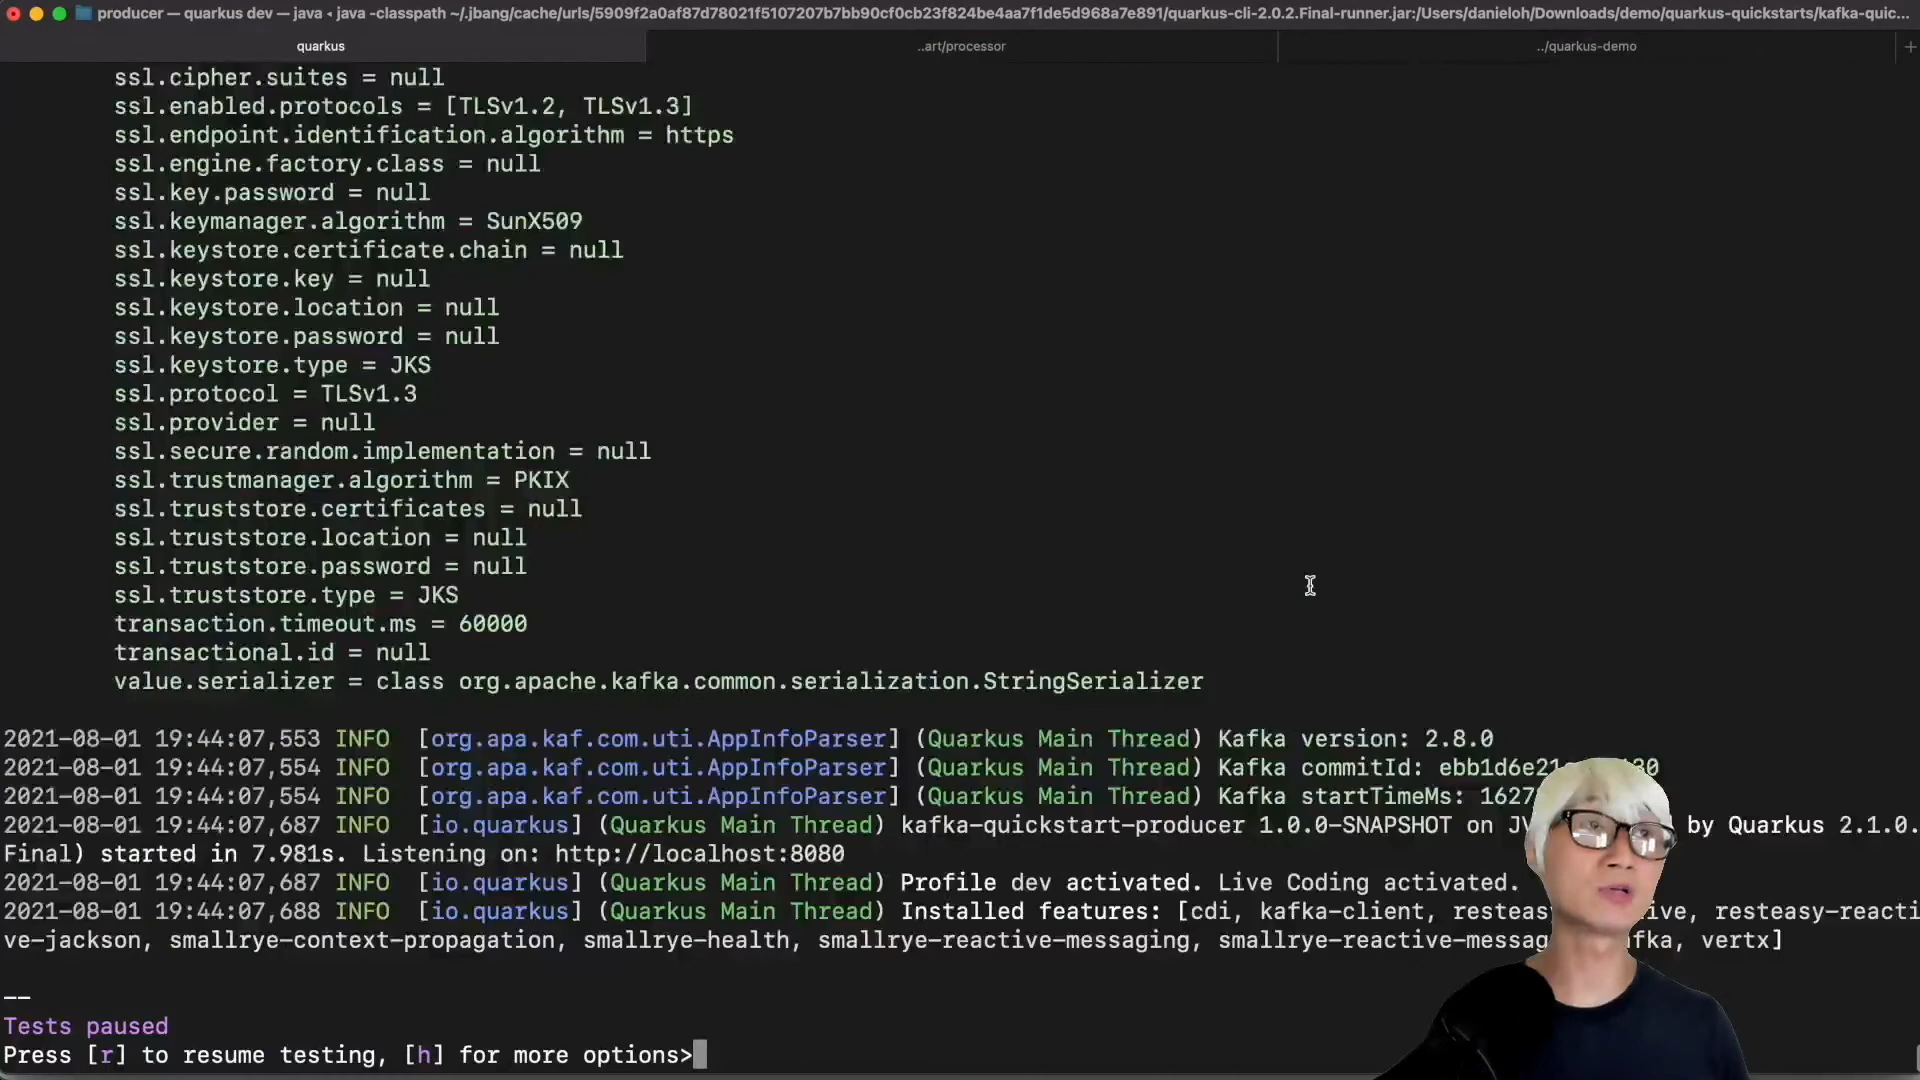 producer — quarkus dev — java ◂ java -classpath ~/.jbang/cache/urls/5909f2a0af87d78021f5107207b7bb90cf0cb23f824be4aa7f1de5d968a7e891/quarkus-cli-2.0.2.Final-runner.jar:/Users/danieloh/Downloads/demo/quarkus-quickstarts/kafka-quic...
quarkus
..art/processor
../quarkus-demo
+
ssl.cipher.suites = null
ssl.enabled.protocols = [TLSv1.2, TLSv1.3]
ssl.endpoint.identification.algorithm = https
ssl.engine.factory.class = null
ssl.key.password = null
ssl.keymanager.algorithm = SunX509
ssl.keystore.certificate.chain = null
ssl.keystore.key = null
ssl.keystore.location = null
ssl.keystore.password = null
ssl.keystore.type = JKS
ssl.protocol = TLSv1.3
ssl.provider = null
ssl.secure.random.implementation = null
ssl.trustmanager.algorithm = PKIX
ssl.truststore.certificates = null
ssl.truststore.location = null
ssl.truststore.password = null
ssl.truststore.type = JKS
transaction.timeout.ms = 60000
transactional.id = null
value.serializer = class org.apache.kafka.common.serialization.StringSerializer
2021-08-01 19:44:07,553 INFO [org.apa.kaf.com.uti.AppInfoParser] (Quarkus Main Thread) Kafka version: 2.8.0
2021-08-01 19:44:07,554 INFO [org.apa.kaf.com.uti.AppInfoParser] (Quarkus Main Thread) Kafka commitId:
2021-08-01 19:44:07,554 INFO [org.apa.kaf.com.uti.AppInfoParser] (Quarkus Main Thread) Kafka startTimeMs:
2021-08-01 19:44:07,687 INFO [io.quarkus] (Quarkus Main Thread) kafka-quickstart-producer 1.0.0-SNAPSHOT on by Quarkus 2.1.0.
Final) started in 7.981s. Listening on: http://localhost:8080
2021-08-01 19:44:07,687 INFO [io.quarkus] (Quarkus Main Thread) Profile dev activated. Live Coding activated.
2021-08-01 19:44:07,688 INFO [io.quarkus] (Quarkus Main Thread) Installed features: [cdi, kafka-client, resteasy-reacti
ve-jackson, smallrye-context-propagation, smallrye-health, smallrye-reactive-messaging, vertx]
--
Tests paused
Press [r] to resume testing, [h] for more options>